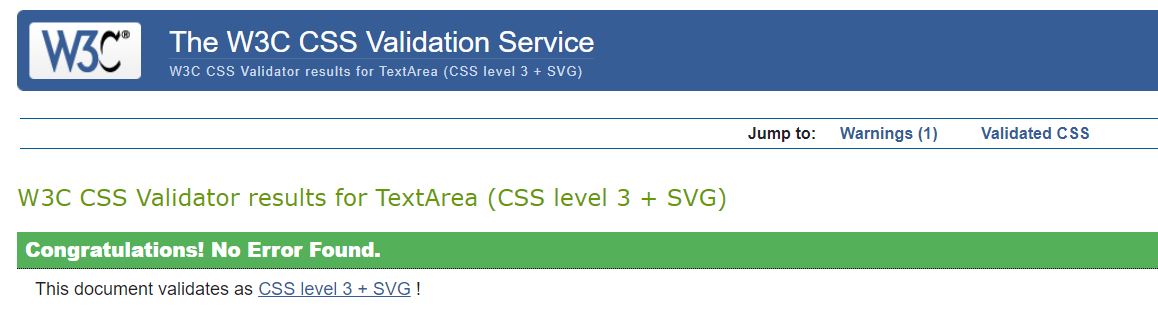 W3C®
The W3C CSS Validation Service
W3C CSS Validator results for TextArea (CSS level 3 + SVG)
Jump to: Warnings (1) Validated CSS
W3C CSS Validator results for TextArea (CSS level 3 + SVG)
Congratulations! No Error Found.
This document validates as CSS level 3 + SVG !